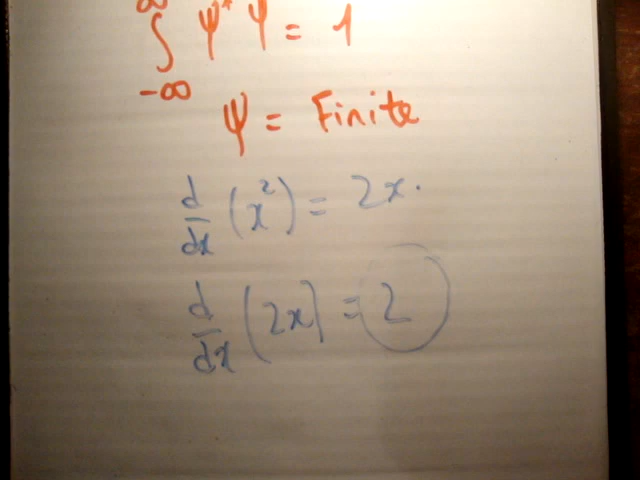 ∞
∫ ψ* ψ = 1
-∞
ψ = Finite
d/dx (x²) = 2x.
d/dx (2x) = 2